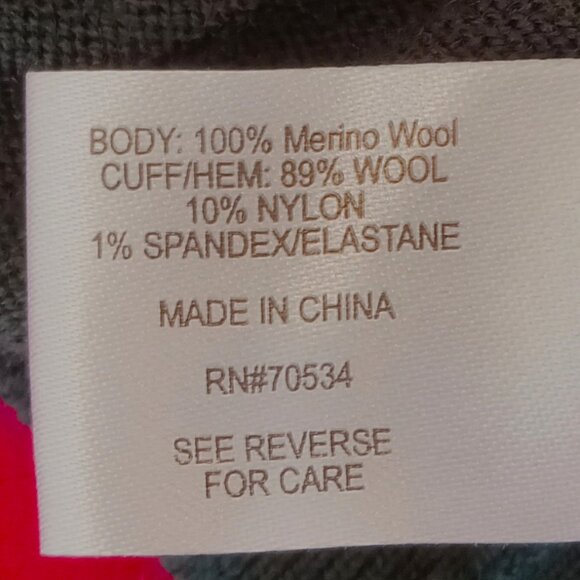 BODY: 100% Merino Wool
CUFF/HEM: 89% WOOL
10% NYLON
1% SPANDEX/ELASTANE
MADE IN CHINA
RN#70534
SEE REVERSE
FOR CARE